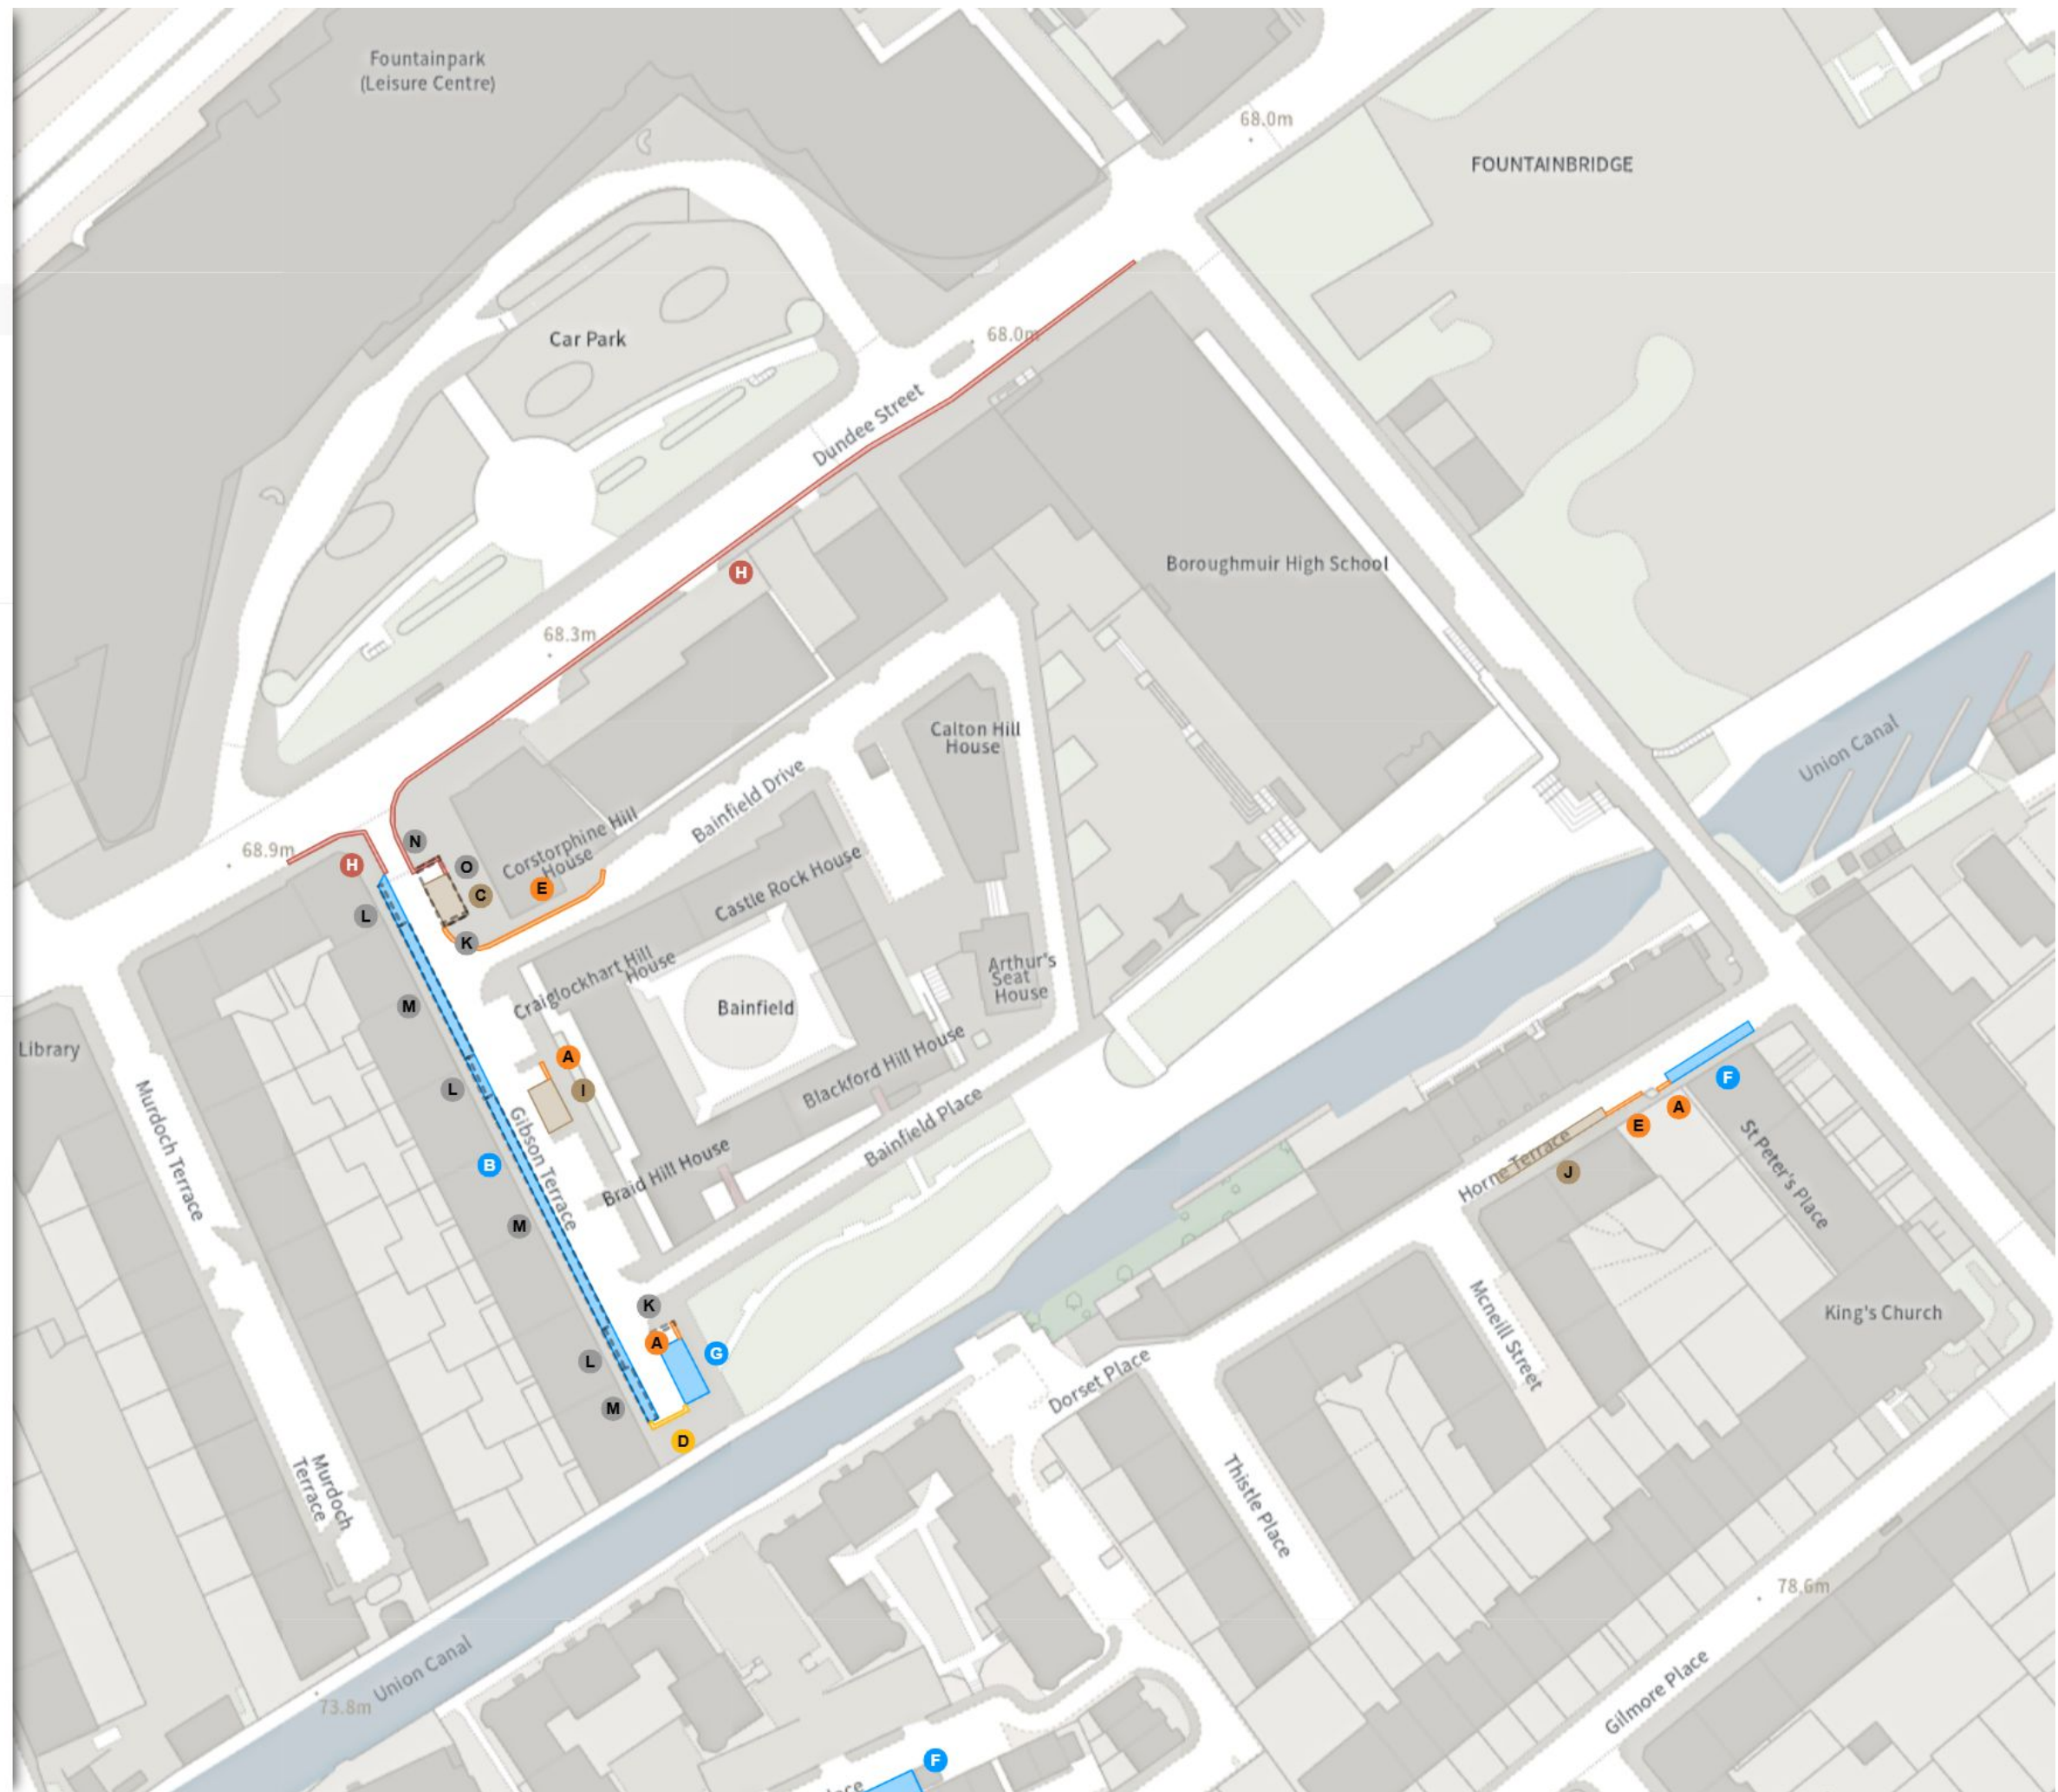 Fountainpark
(Leisure Centre)
68.0m
FOUNTAINBRIDGE
Car Park
68.0m
Dundee Street
Boroughmuir High School
H
68.3m
Calton Hill
House
Union Canal
Bainfield Drive
N
68.9m
H
O
Corstorphine Hill
House
C
E
Castle Rock House
L
K
Craiglockhart Hill
House
Arthur's
Seat
House
M
Bainfield
Library
A
L
I
Blackford Hill House
F
A
E
Murdoch Terrace
Gibson Terrace
Bainfield Place
B
Braid Hill House
Horne Terrace
J
St Peter's Place
M
K
A
G
L
Mcneill Street
King's Church
Dorset Place
M
D
Murdoch
Terrace
Thistle Place
78.6m
Union Canal
73.8m
Gilmore Place
F